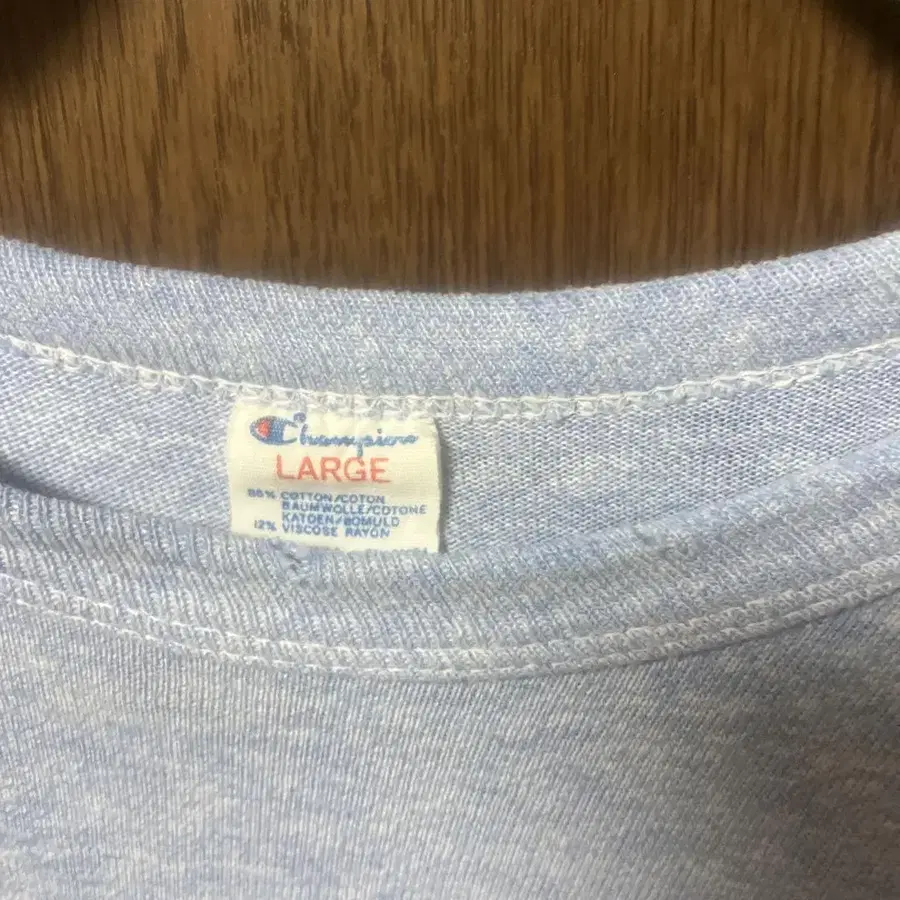 Champion
LARGE
88% COTTON/COTON
BAUMWOLLE/COTONE
KATOEN/BOMULD
12% VISCOSE RAYON